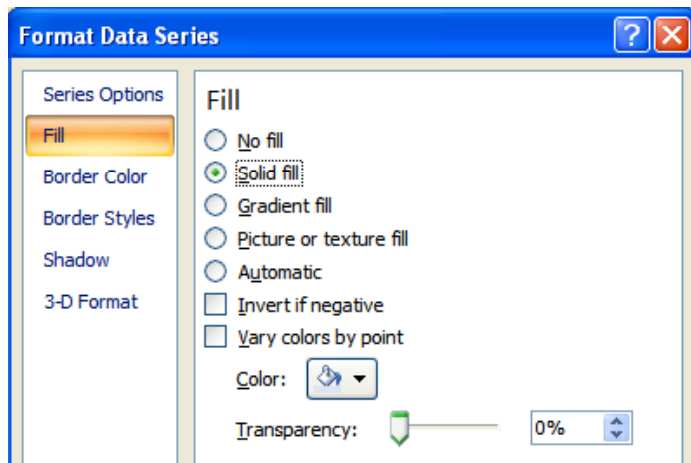 Format Data Series
Series Options
Fill
Border Color
Border Styles
Shadow
3-D Format
Fill
No fill
Solid fill
Gradient fill
Picture or texture fill
Automatic
Invert if negative
Vary colors by point
Color:
Transparency: 0%